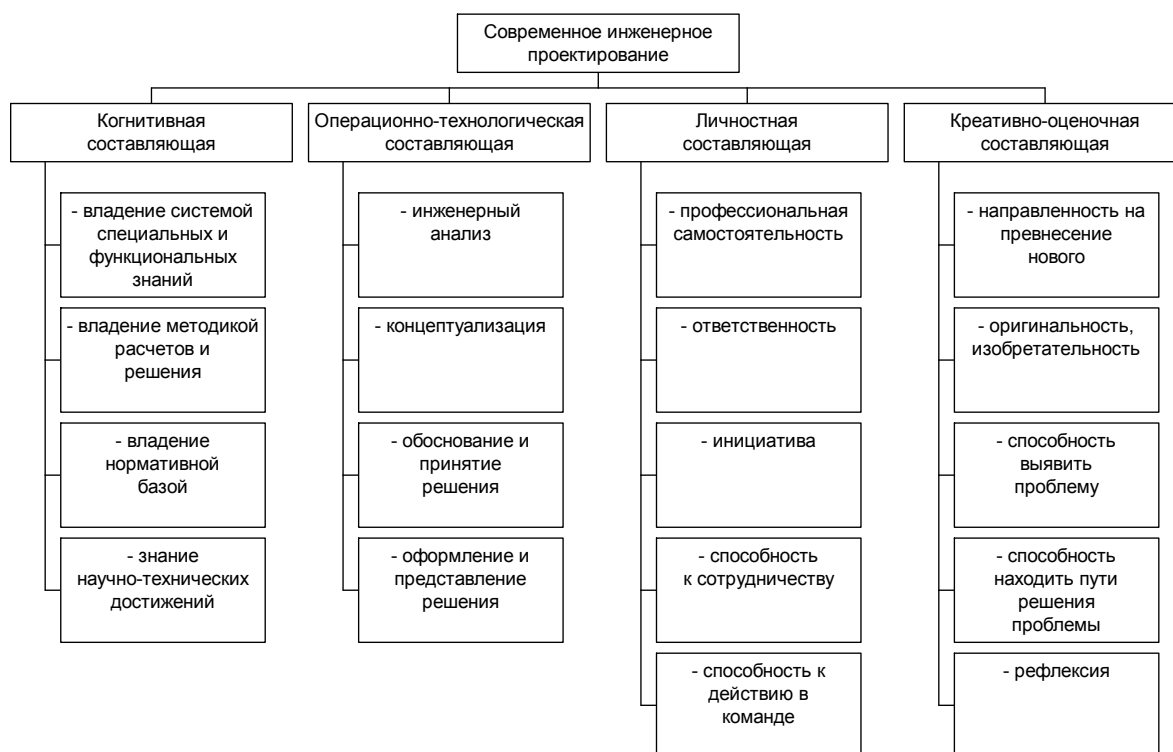 Современное инженерное
проектирование
Когнитивная
составляющая
Операционно-технологическая
составляющая
Личностная
составляющая
Креативно-оценочная
составляющая
- владение системой
специальных и
функциональных
знаний
- владение методикой
расчетов и
решения
- владение
нормативной
базой
- знание
научно-технических
достижений
- инженерный
анализ
- концептуализация
- обоснование и
принятие
решения
- оформление и
представление
решения
- профессиональная
самостоятельность
- ответственность
- инициатива
- способность
к сотрудничеству
- способность к
действию в
команде
- направленность на
превнесение
нового
- оригинальность,
изобретательность
- способность
выявить
проблему
- способность
находить пути
решения
проблемы
- рефлексия